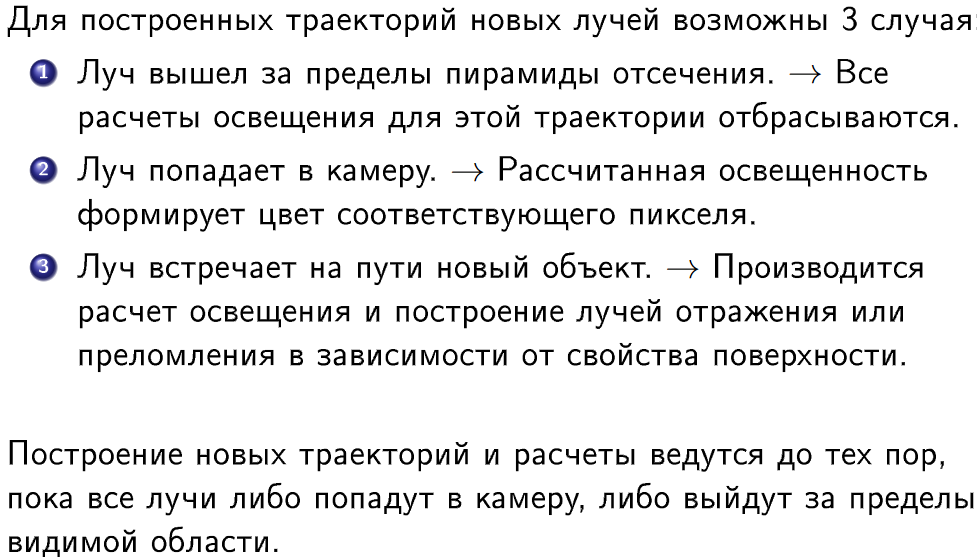 Для построенных траекторий новых лучей возможны 3 случая:
1 Луч вышел за пределы пирамиды отсечения. → Все
расчеты освещения для этой траектории отбрасываются.
2 Луч попадает в камеру. → Рассчитанная освещенность
формирует цвет соответствующего пикселя.
3 Луч встречает на пути новый объект. → Производится
расчет освещения и построение лучей отражения или
преломления в зависимости от свойства поверхности.
Построение новых траекторий и расчеты ведутся до тех пор,
пока все лучи либо попадут в камеру, либо выйдут за пределы
видимой области.